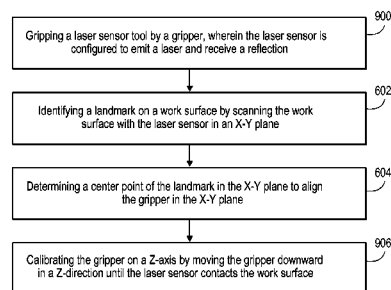 900
Gripping a laser sensor tool by a gripper, wherein the laser sensor is
configured to emit a laser and receive a reflection
602
Identifying a landmark on a work surface by scanning the work
surface with the laser sensor in an X-Y plane
604
Determining a center point of the landmark in the X-Y plane to align
the gripper in the X-Y plane
906
Calibrating the gripper on a Z-axis by moving the gripper downward
in a Z-direction until the laser sensor contacts the work surface